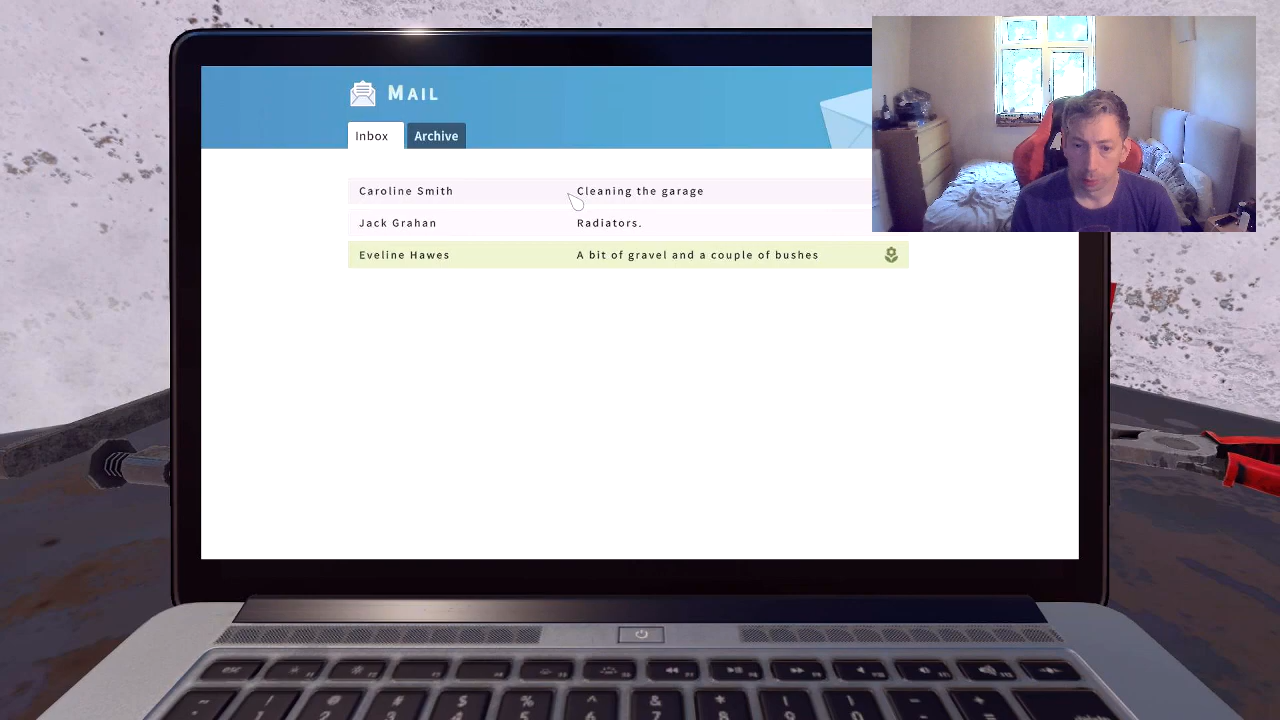 MAIL
Inbox
Archive
Caroline Smith
Cleaning the garage
Jack Grahan
Radiators.
Eveline Hawes
A bit of gravel and a couple of bushes
esc